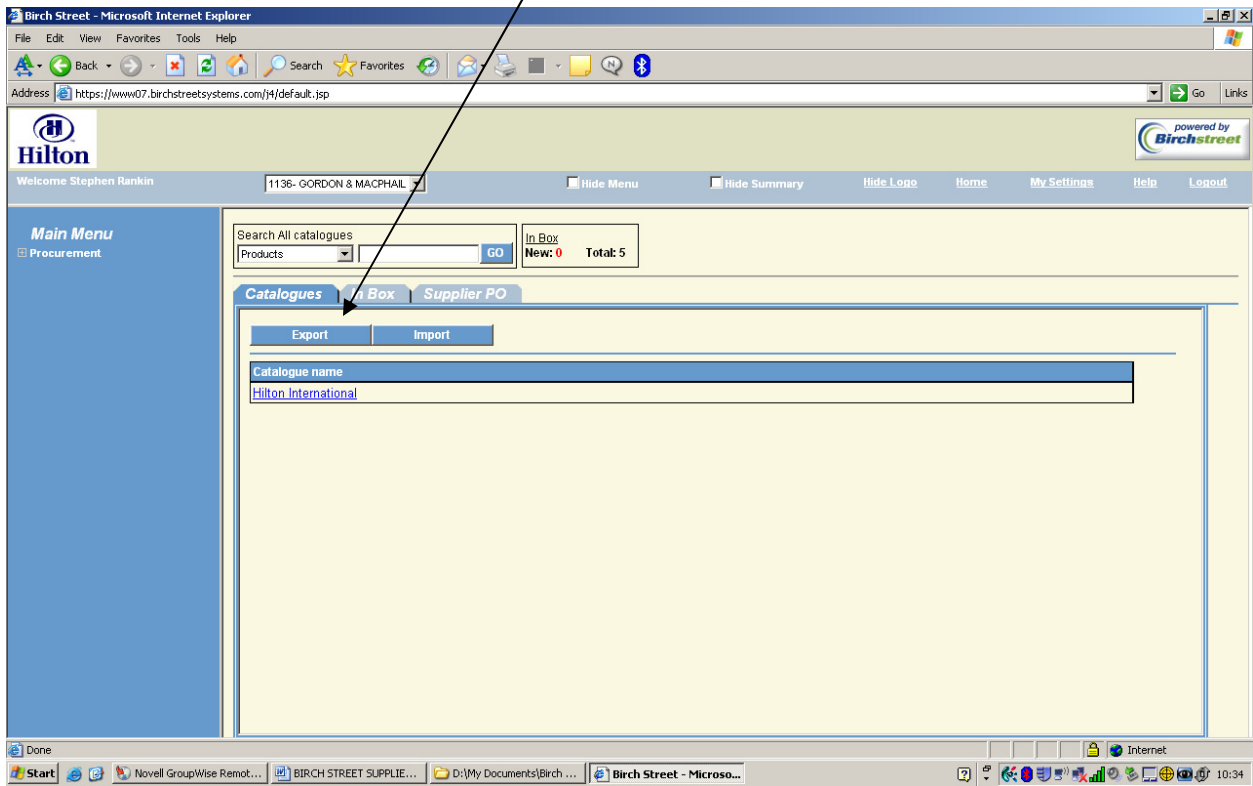 Birch Street - Microsoft Internet Explorer
File Edit View Favorites Tools Help
Back Search Favorites
Address https://www07.birchstreetsystems.com/j4/default.jsp Go Links
Hilton
powered by
Birchstreet
Welcome Stephen Rankin 1136- GORDON & MACPHAIL Hide Menu Hide Summary Hide Logo Home My Settings Help Logout
Main Menu
Procurement
Search All catalogues
Products GO
In Box
New: 0 Total: 5
Catalogues In Box Supplier PO
Export Import
Catalogue name
Hilton International
Done Internet
Start Novell GroupWise Remot... BIRCH STREET SUPPLIE... D:\My Documents\Birch ... Birch Street - Microso... 10:34